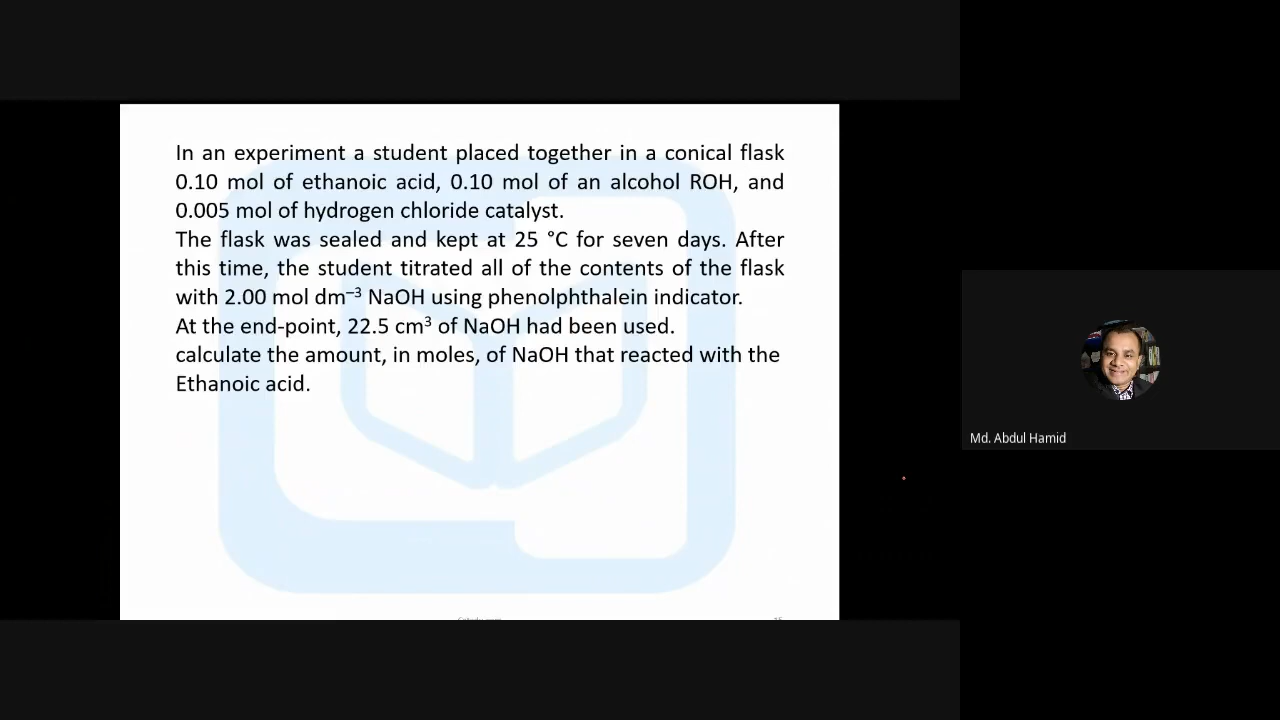 In an experiment a student placed together in a conical flask
0.10 mol of ethanoic acid, 0.10 mol of an alcohol ROH, and
0.005 mol of hydrogen chloride catalyst.
The flask was sealed and kept at 25 °C for seven days. After
this time, the student titrated all of the contents of the flask
with 2.00 mol dm⁻³ NaOH using phenolphthalein indicator.
At the end-point, 22.5 cm³ of NaOH had been used.
calculate the amount, in moles, of NaOH that reacted with the
Ethanoic acid.
Md. Abdul Hamid